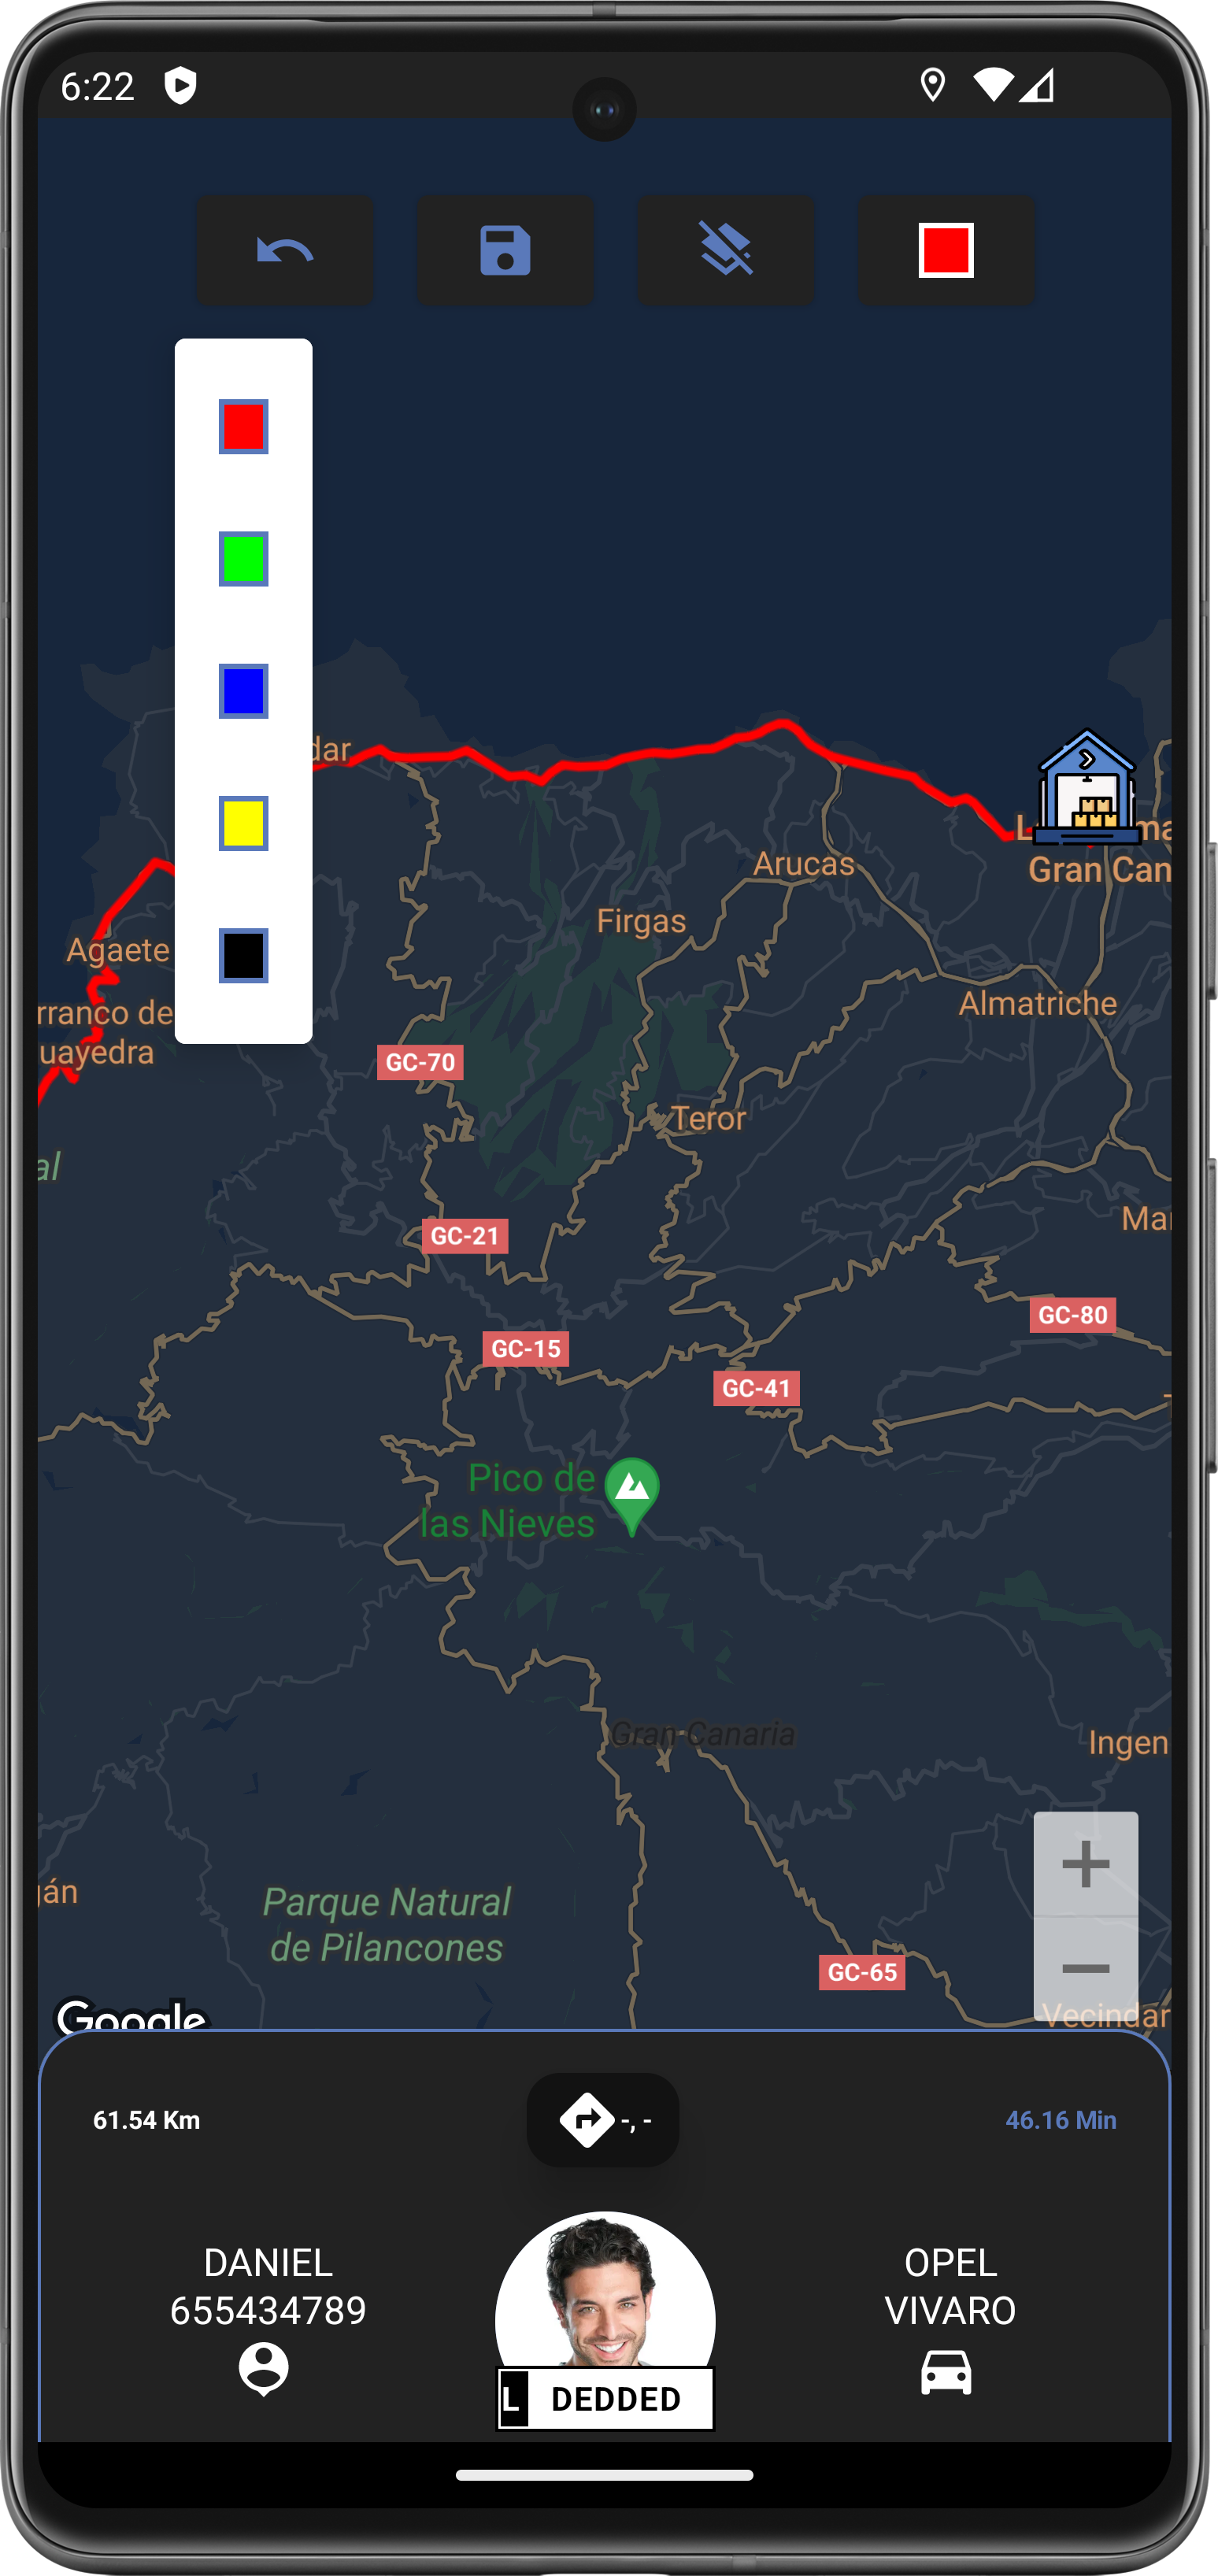 6:22
dar
Arucas
Gran Can
Firgas
Agaete
Almatriche
rranco de
uayedra
GC-70
Teror
al
Mar
GC-21
GC-80
GC-15
GC-41
Pico de
las Nieves
Gran Canaria
Ingen
gán
Parque Natural
de Pilancones
GC-65
Vecindar
Google
61.54 Km
-, -
46.16 Min
DANIEL
655434789
OPEL
VIVARO
L DEDDED